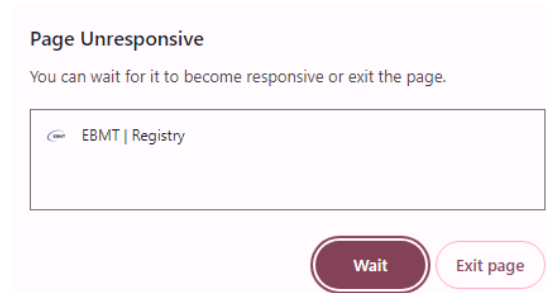 Page Unresponsive
You can wait for it to become responsive or exit the page.
EBMT | Registry
Wait
Exit page